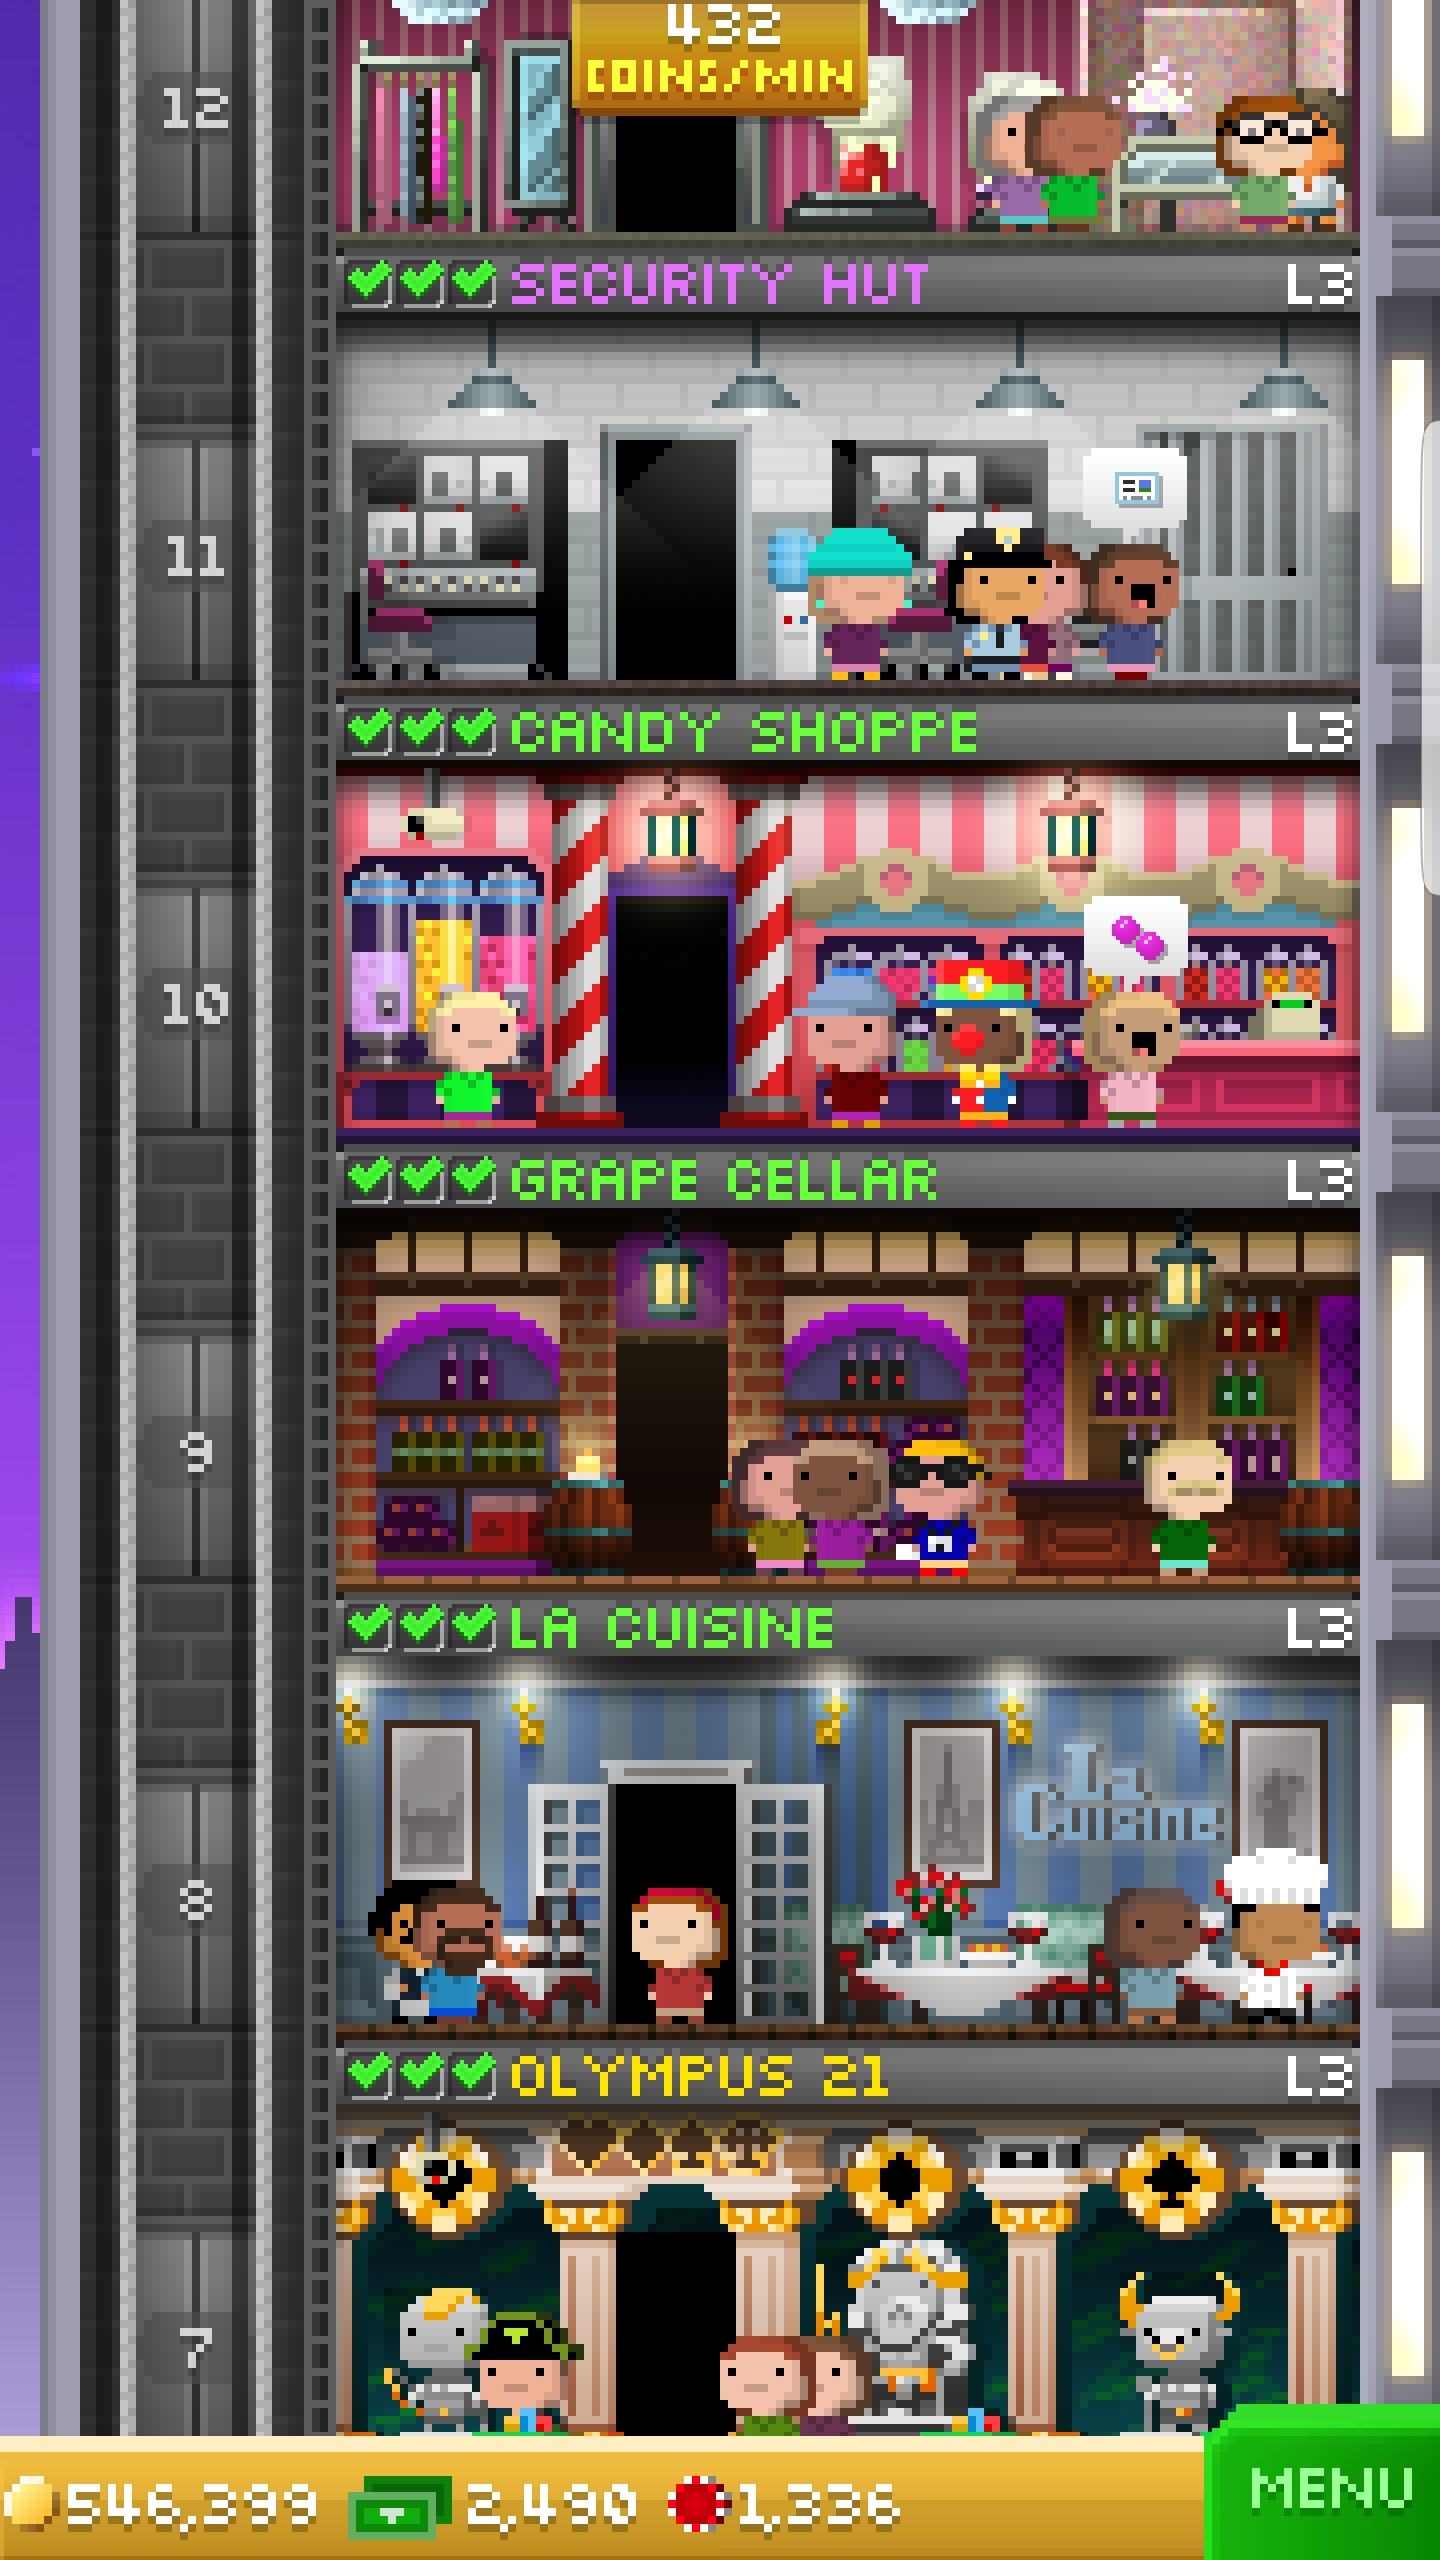 432
COINS/MIN
12
SECURITY HUT L3
11
CANDY SHOPPE L3
10
GRAPE CELLAR L3
9
LA CUISINE L3
La
Cuisine
8
OLYMPUS 21 L3
7
546,399 2,490 1,336 MENU